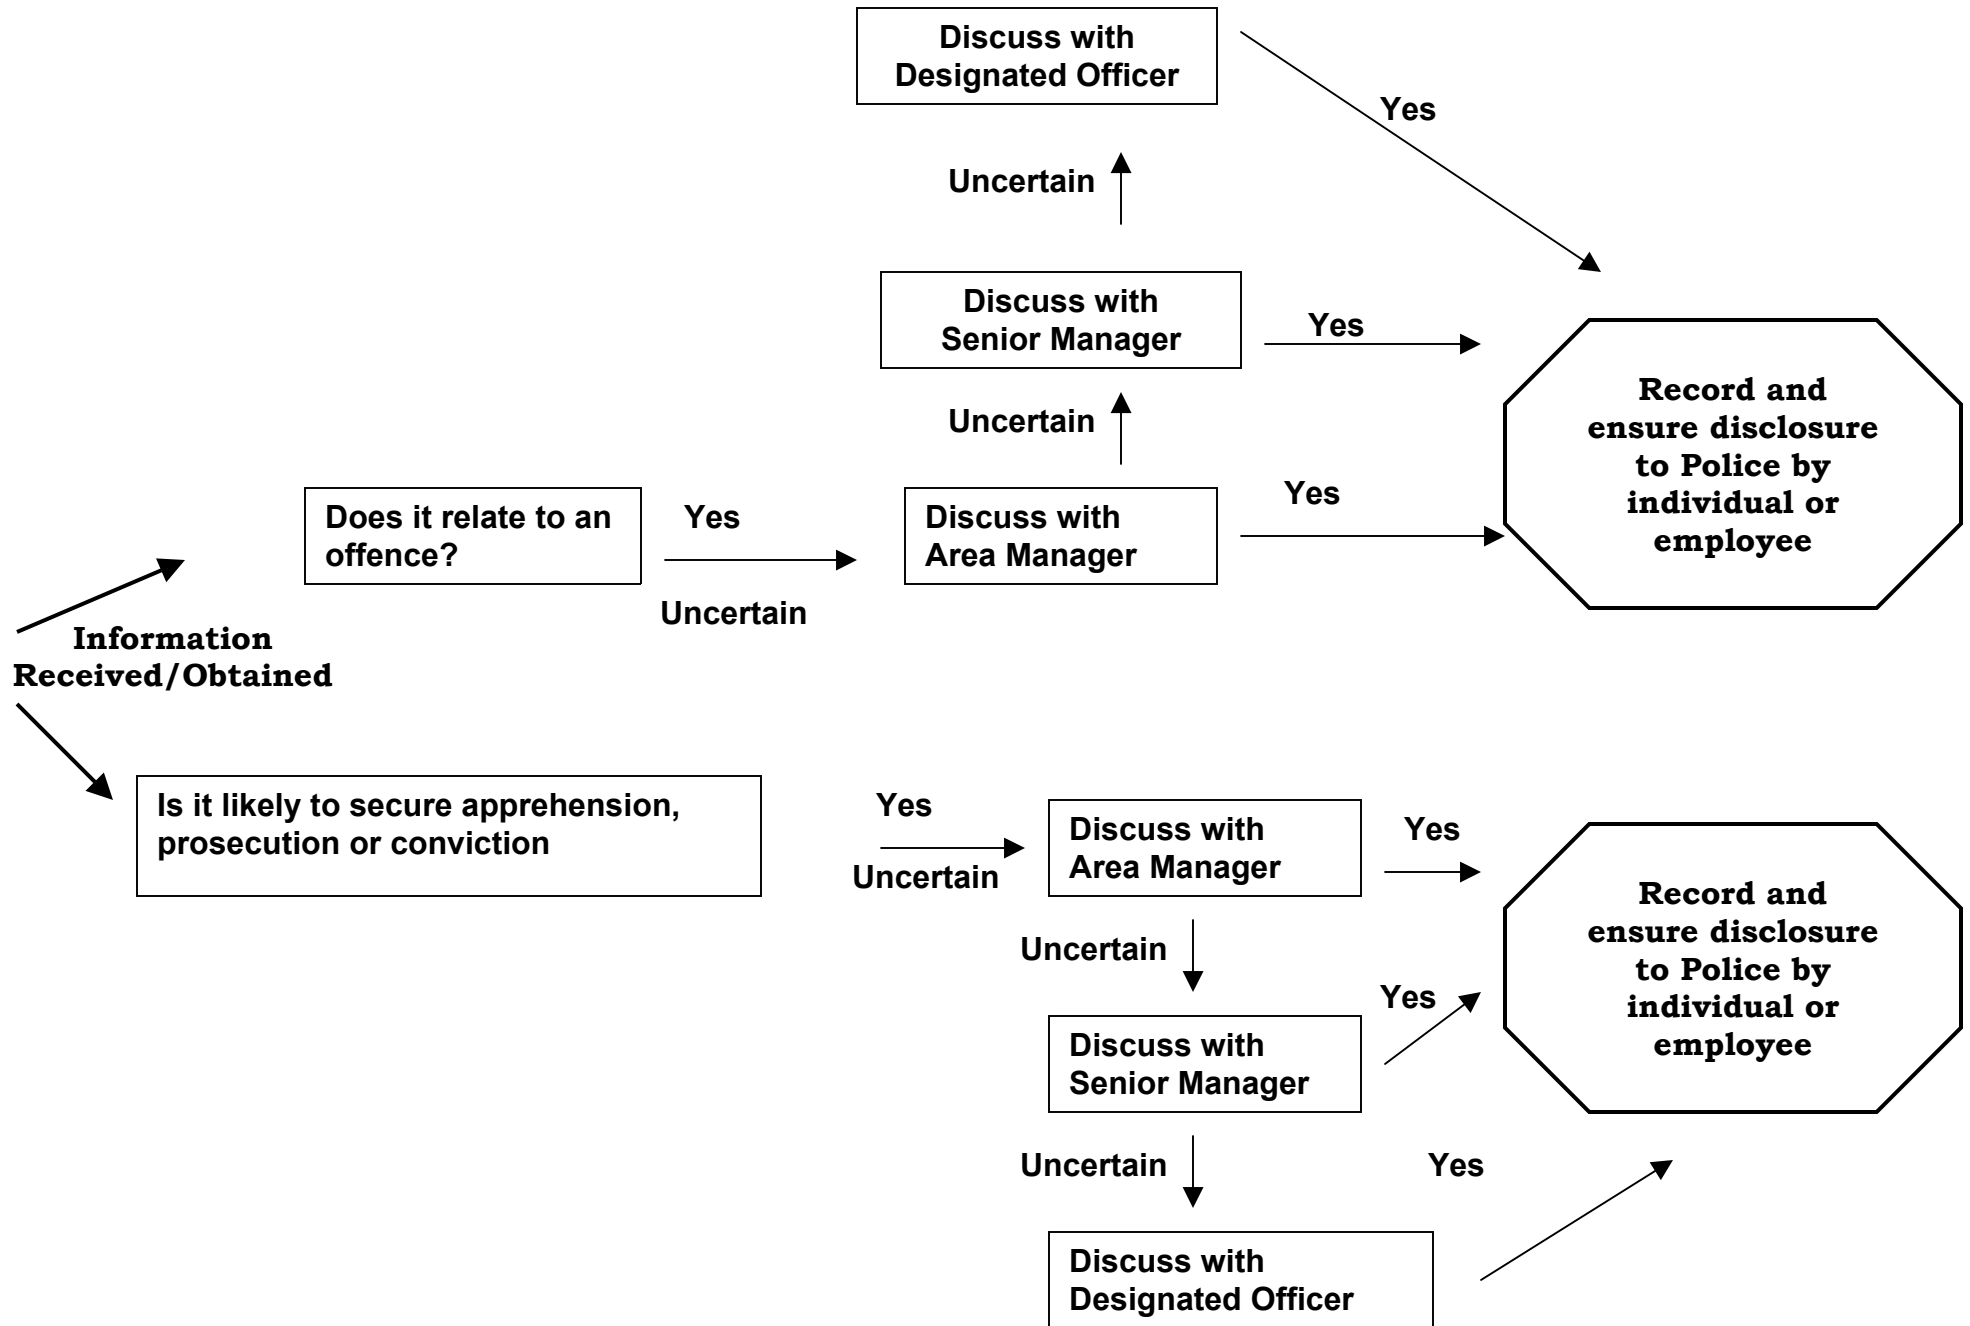 Discuss with
Designated Officer
Yes
Uncertain
Discuss with
Senior Manager
Yes
Uncertain
Record and
ensure disclosure
to Police by
individual or
employee
Does it relate to an
offence?
Yes
Uncertain
Discuss with
Area Manager
Yes
Information
Received/Obtained
Is it likely to secure apprehension,
prosecution or conviction
Yes
Uncertain
Discuss with
Area Manager
Yes
Uncertain
Record and
ensure disclosure
to Police by
individual or
employee
Discuss with
Senior Manager
Yes
Uncertain
Yes
Discuss with
Designated Officer